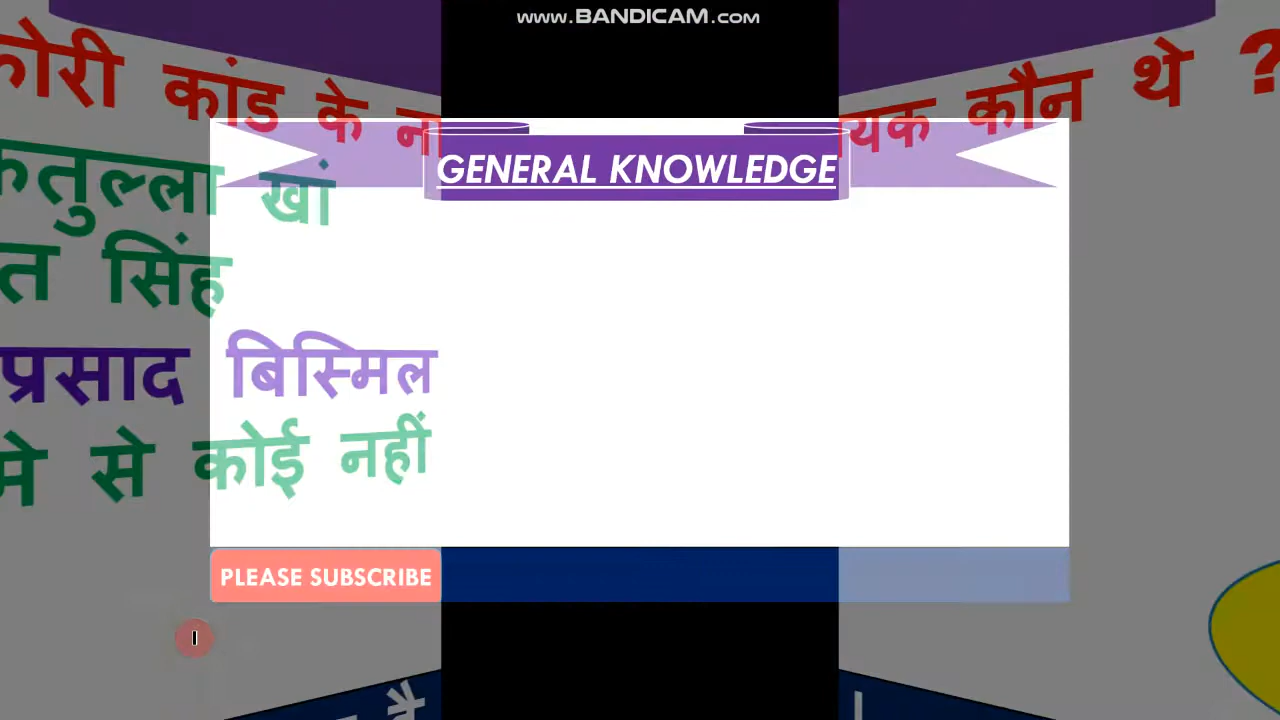 www.BANDICAM.com
कोरी कांड के ना यक कौन थे ?
GENERAL KNOWLEDGE
कतुल्ला खां
त सिंह
प्रसाद बिस्मिल
मे से कोई नहीं
PLEASE SUBSCRIBE
है